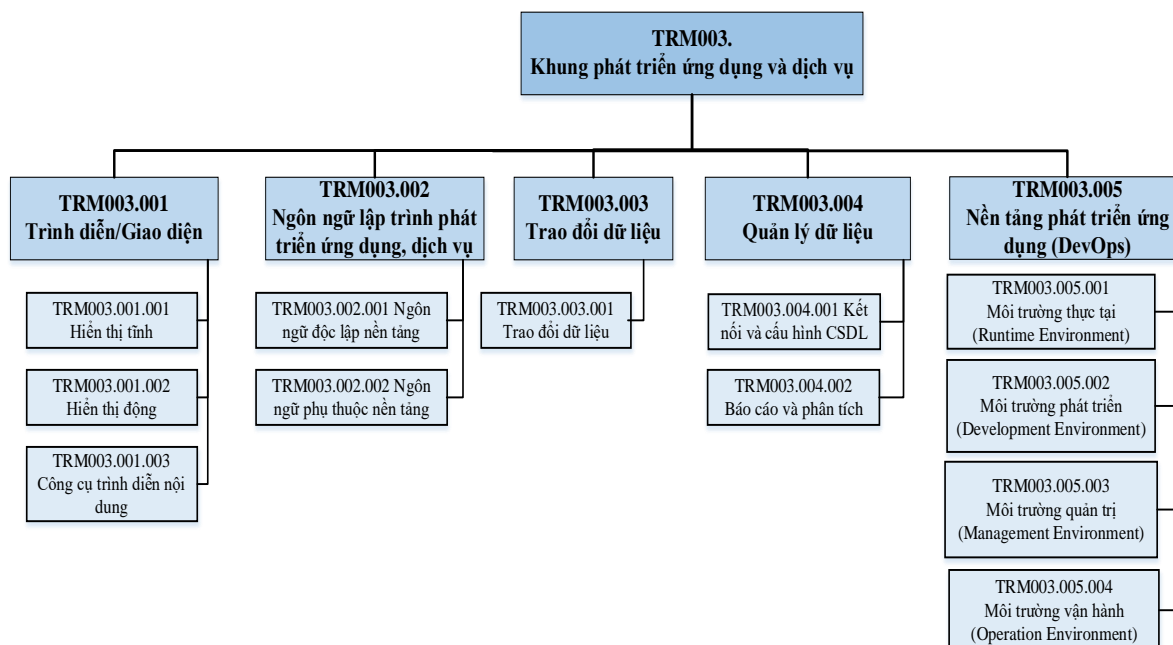 TRM003.
Khung phát triển ứng dụng và dịch vụ
TRM003.001
Trình diễn/Giao diện
TRM003.002
Ngôn ngữ lập trình phát
triển ứng dụng, dịch vụ
TRM003.003
Trao đổi dữ liệu
TRM003.004
Quản lý dữ liệu
TRM003.005
Nền tảng phát triển ứng
dụng (DevOps)
TRM003.001.001
Hiển thị tĩnh
TRM003.001.002
Hiển thị động
TRM003.001.003
Công cụ trình diễn nội
dung
TRM003.002.001 Ngôn
ngữ độc lập nền tảng
TRM003.002.002 Ngôn
ngữ phụ thuộc nền tảng
TRM003.003.001
Trao đổi dữ liệu
TRM003.004.001 Kết
nối và cấu hình CSDL
TRM003.004.002
Báo cáo và phân tích
TRM003.005.001
Môi trường thực tại
(Runtime Environment)
TRM003.005.002
Môi trường phát triển
(Development Environment)
TRM003.005.003
Môi trường quản trị
(Management Environment)
TRM003.005.004
Môi trường vận hành
(Operation Environment)